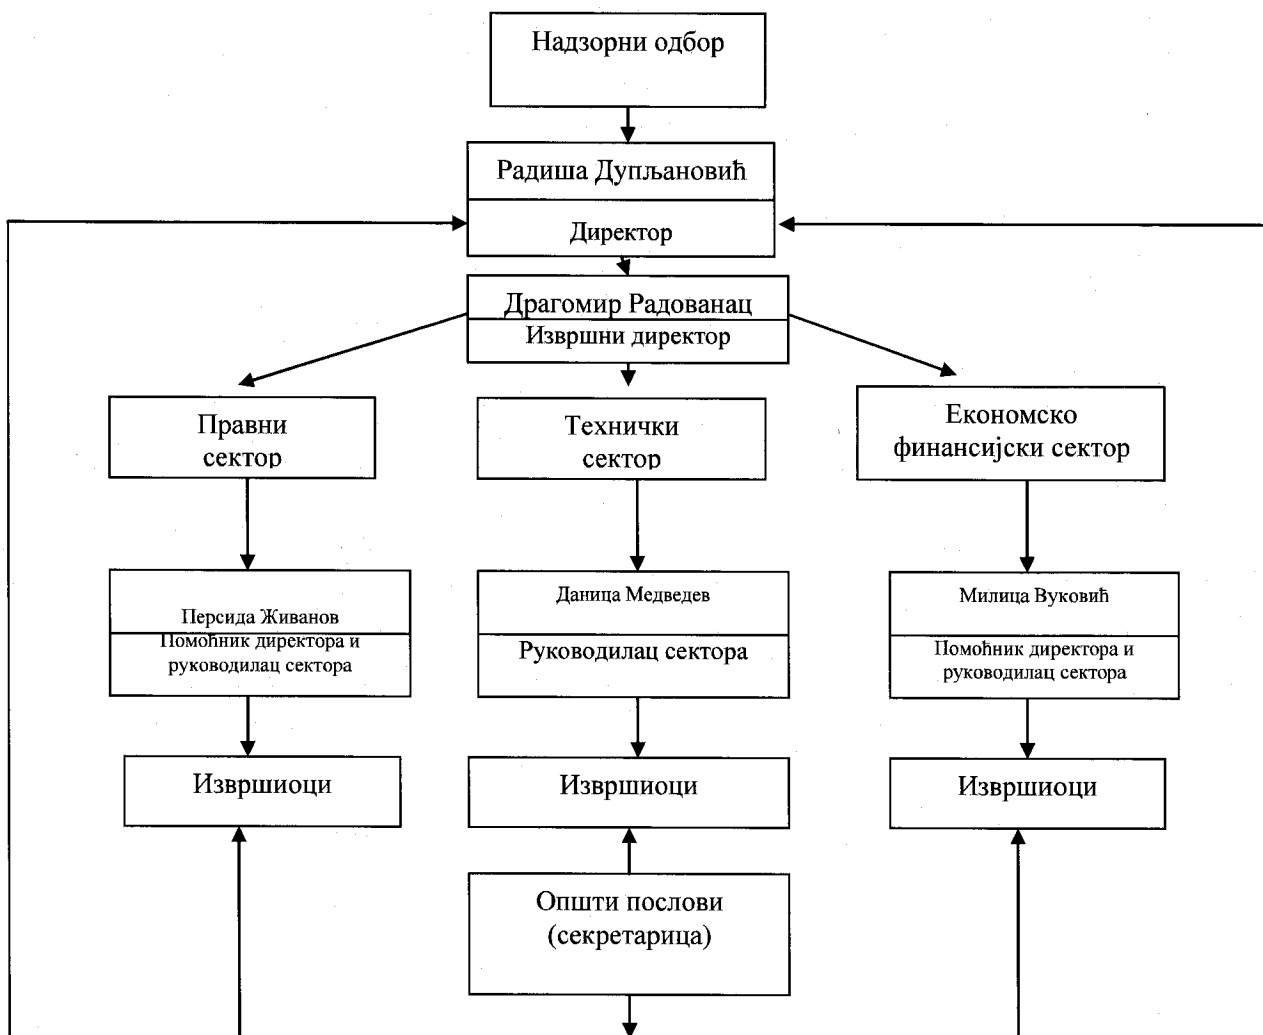 Надзорни одбор
Радиша Дупљановић
Директор
Драгомир Радованац
Извршни директор
Правни
сектор
Технички
сектор
Економско
финансијски сектор
Персида Живанов
Помоћник директора и
руководилац сектора
Даница Медведев
Руководилац сектора
Милица Вуковић
Помоћник директора и
руководилац сектора
Извршиоци
Извршиоци
Извршиоци
Општи послови
(секретарица)